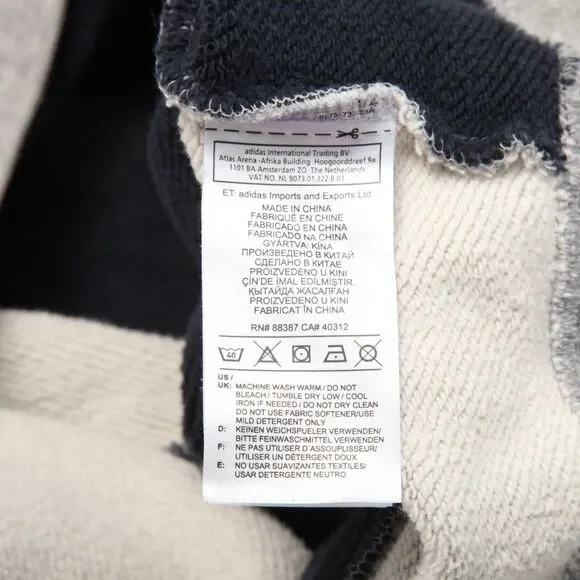 adidas International Trading BV
Atlas Arena -Afrika Building Hoogoorddreef 9a
1101 BA Amsterdam ZO The Netherlands
VAT NO. NL 8073.01.322.B.01
ET: adidas Imports and Exports Ltd
MADE IN CHINA
FABRIQUÉ EN CHINE
FABRICADO EN CHINA
FABRICADO NA CHINA
GYÁRTVA: KÍNA
ПРОИЗВЕДЕНО В КИТАЙ
СДЕЛАНО В КИТАЕ
PROIZVEDENO U KINI
ÇİN'DE İMAL EDİLMİŞTİR.
ҚЫТАЙДА ЖАСАЛҒАН
PROIZVEDENO U KINI
FABRICAT ÎN CHINA
RN# 88387 CA# 40312
40
US /
UK: MACHINE WASH WARM / DO NOT
BLEACH / TUMBLE DRY LOW / COOL
IRON IF NEEDED / DO NOT DRY CLEAN
DO NOT USE FABRIC SOFTENER/USE
MILD DETERGENT ONLY
D: KEINEN WEICHSPUELER VERWENDEN/
BITTE FEINWASCHMITTEL VERWENDEN
F: NE PAS UTILISER D'ASSOUPLISEUR/
UTILISER UN DÉTERGENT DOUX
E: NO USAR SUAVIZANTES TEXTILES/
USAR DETERGENTE NEUTRO